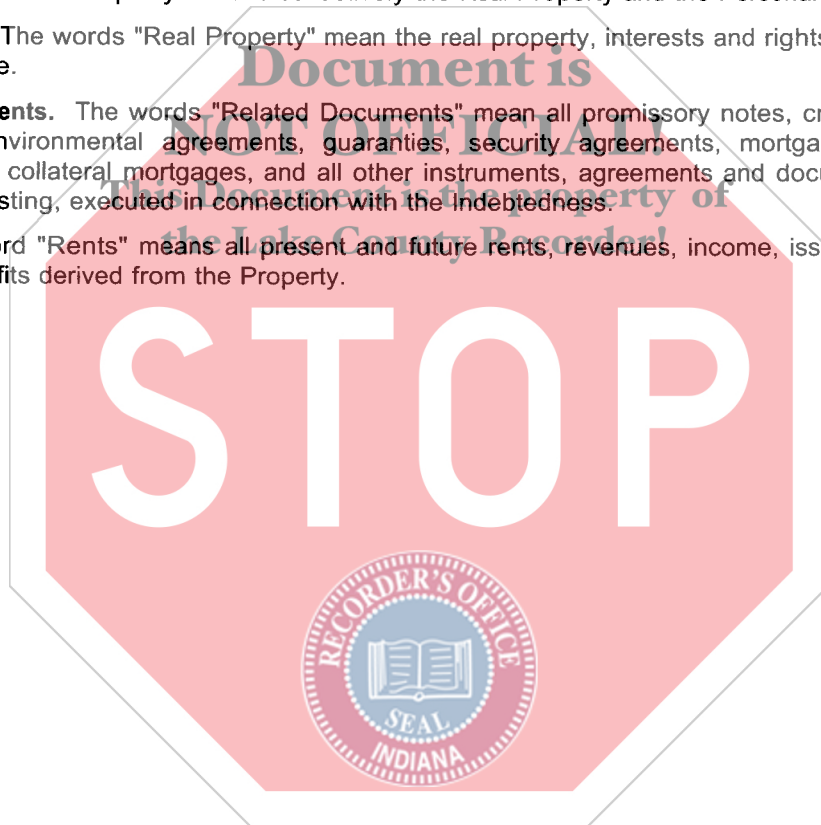 The words "Real Property" mean the real property, interests and rights
e.
Document is
ents. The words "Related Documents" mean all promissory notes, cr
NOT OFFICIAL!
nvironmental agreements, guaranties, security agreements, mortga
collateral mortgages, and all other instruments, agreements and docu
This Document is the property of
sting, executed in connection with the Indebtedness.
the Lake County Recorder!
ord "Rents" means all present and future rents, revenues, income, iss
fits derived from the Property.
STOP
RECORDER'S OFFICE
SEAL
INDIANA